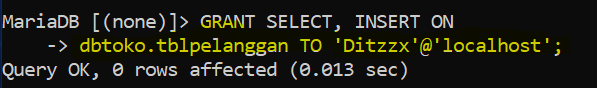 MariaDB [(none)]> GRANT SELECT, INSERT ON
    -> dbtoko.tblpelanggan TO 'Ditzzx'@'localhost';
Query OK, 0 rows affected (0.013 sec)